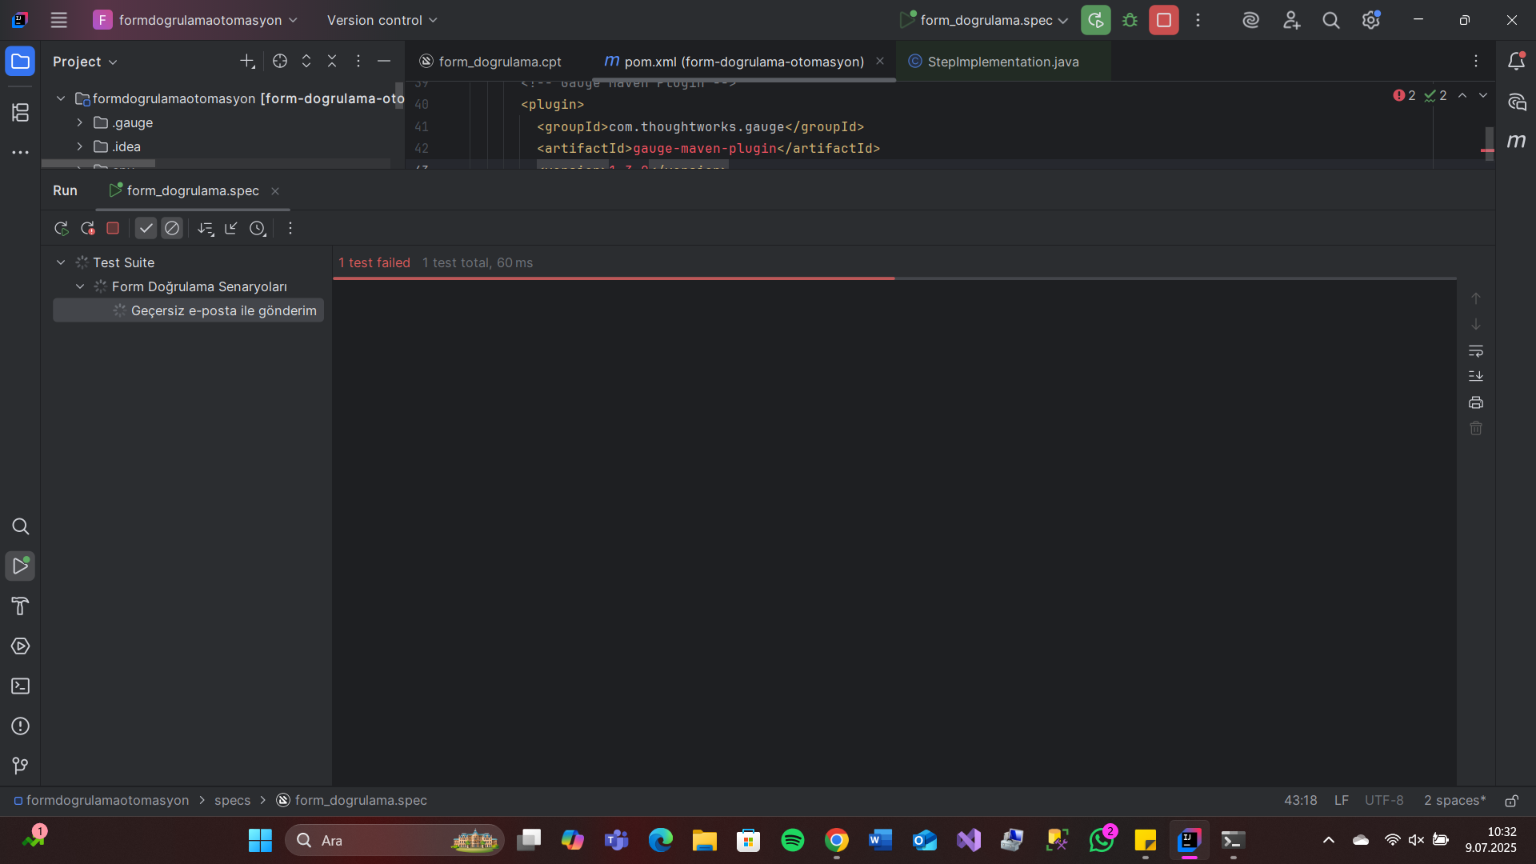 F formdogrulamaotomasyon Version control form_dogrulama.spec
Project
form_dogrulama.cpt
m pom.xml (form-dogrulama-otomasyon)
StepImplementation.java
formdogrulamaotomasyon [form-dogrulama-oto
.gauge
.idea
39 <!-- Gauge Maven Plugin -->
40 <plugin>
41 <groupId>com.thoughtworks.gauge</groupId>
42 <artifactId>gauge-maven-plugin</artifactId>
2 2
m
Run form_dogrulama.spec
Test Suite
Form Doğrulama Senaryoları
Geçersiz e-posta ile gönderim
1 test failed 1 test total, 60 ms
formdogrulamaotomasyon > specs > form_dogrulama.spec
43:18 LF UTF-8 2 spaces*
1
Ara
2
10:32
9.07.2025